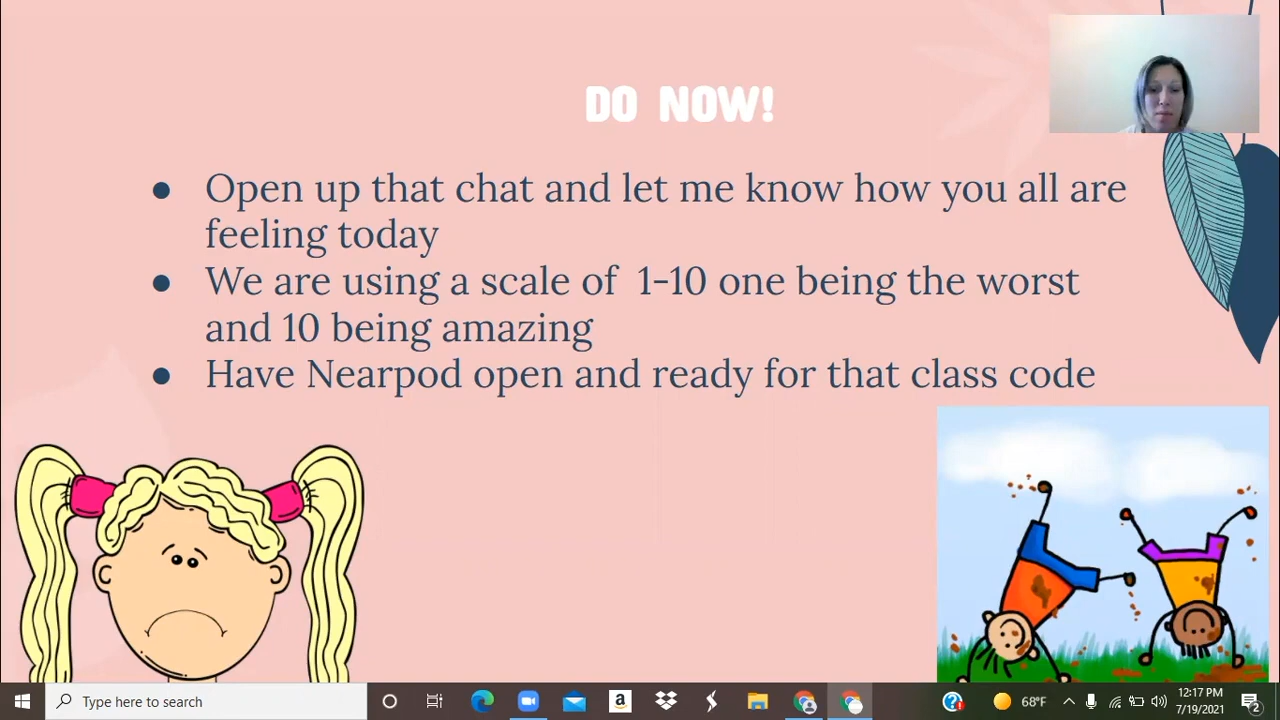 DO NOW!
● Open up that chat and let me know how you all are
feeling today
● We are using a scale of 1-10 one being the worst
and 10 being amazing
● Have Nearpod open and ready for that class code
Type here to search
a
68°F
12:17 PM
7/19/2021
2